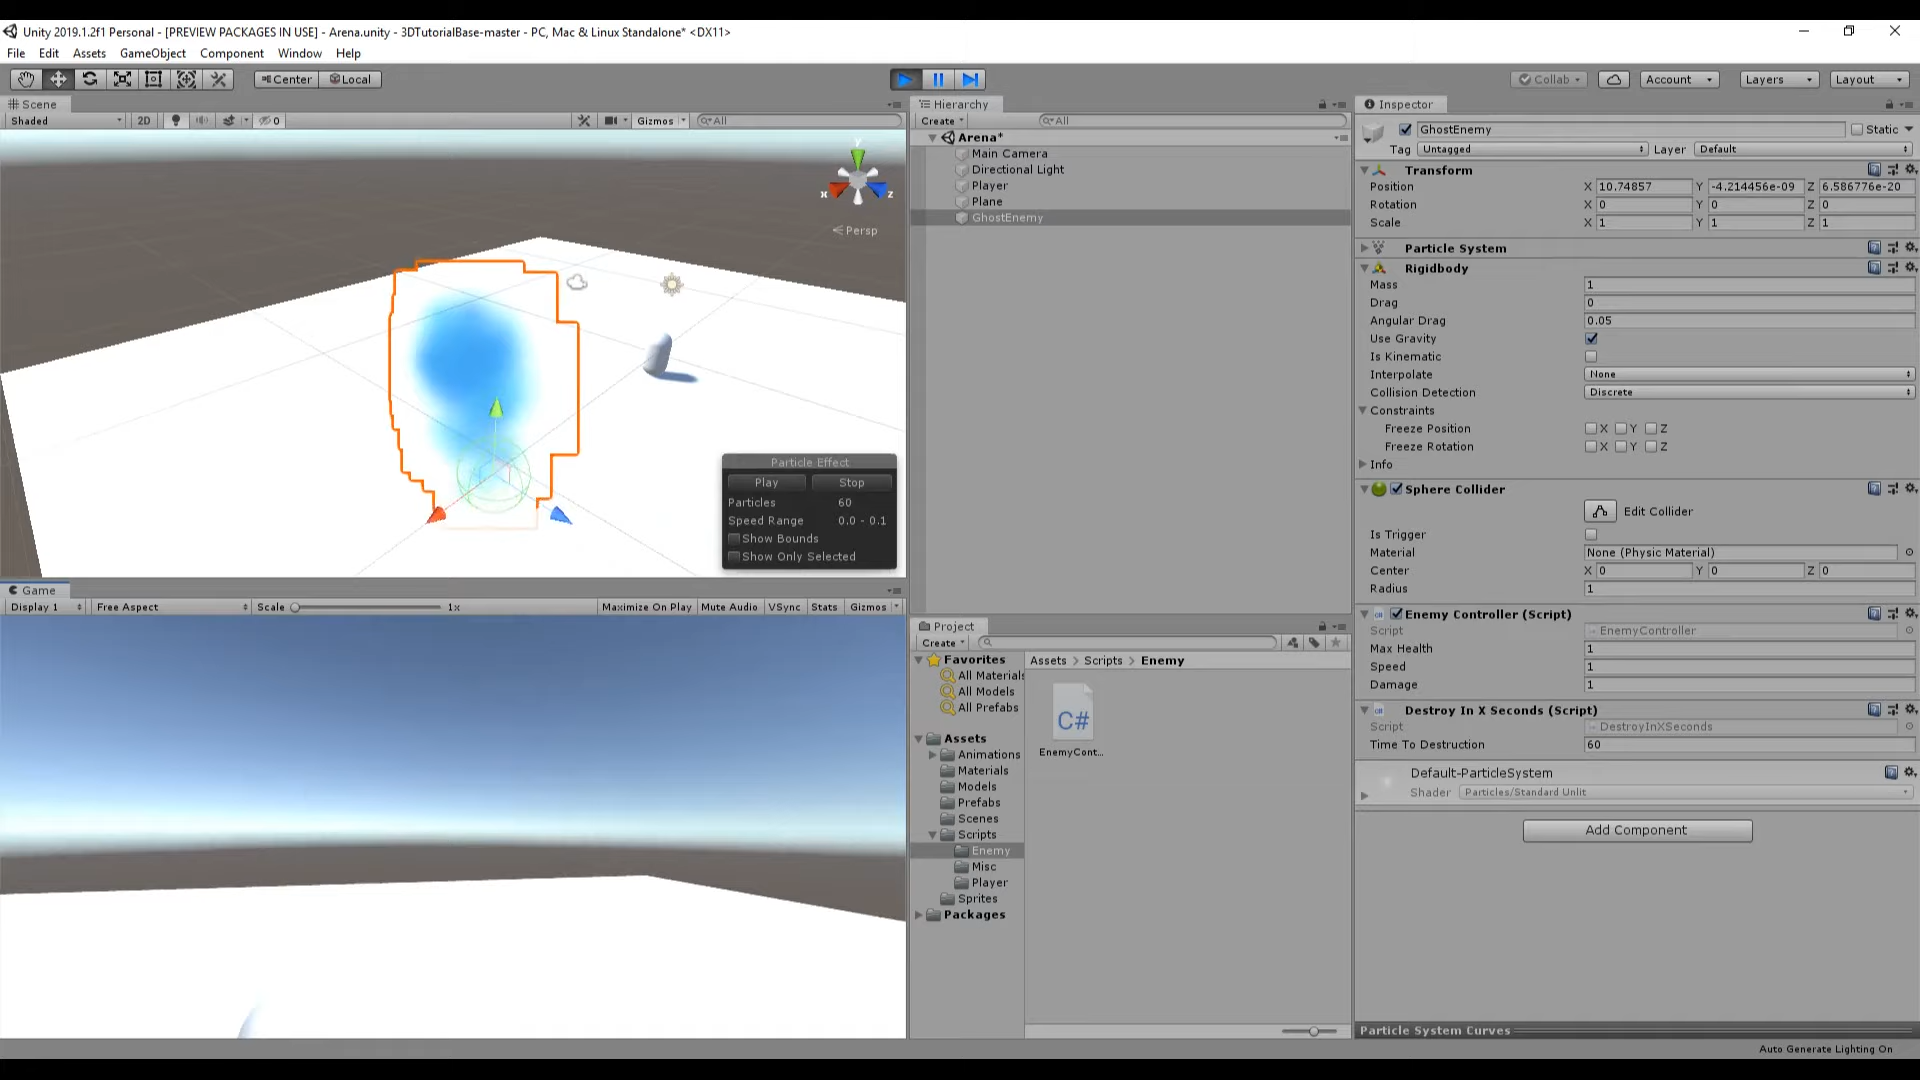 Unity 2019.1.2f1 Personal - [PREVIEW PACKAGES IN USE] - Arena.unity - 3DTutorialBase-master - PC, Mac & Linux Standalone* <DX11>
File Edit Assets GameObject Component Window Help
Center Local
Collab Account Layers Layout
Scene
Shaded 2D 0 Gizmos All
y
x z
Persp
Particle Effect
Play Stop
Particles 60
Speed Range 0.0 - 0.1
Show Bounds
Show Only Selected
Game
Display 1 Free Aspect Scale 1x Maximize On Play Mute Audio VSync Stats Gizmos
Hierarchy
Create All
Arena*
Main Camera
Directional Light
Player
Plane
GhostEnemy
Project
Create
Favorites
All Materials
All Models
All Prefabs
Assets
Animations
Materials
Models
Prefabs
Scenes
Scripts
Enemy
Misc
Player
Sprites
Packages
Assets > Scripts > Enemy
C#
EnemyCont...
Inspector
GhostEnemy Static
Tag Untagged Layer Default
Transform
Position X 10.74857 Y -4.214456e-09 Z 6.586776e-20
Rotation X 0 Y 0 Z 0
Scale X 1 Y 1 Z 1
Particle System
Rigidbody
Mass 1
Drag 0
Angular Drag 0.05
Use Gravity
Is Kinematic
Interpolate None
Collision Detection Discrete
Constraints
Freeze Position X Y Z
Freeze Rotation X Y Z
Info
Sphere Collider
Edit Collider
Is Trigger
Material None (Physic Material)
Center X 0 Y 0 Z 0
Radius 1
Enemy Controller (Script)
Script EnemyController
Max Health 1
Speed 1
Damage 1
Destroy In X Seconds (Script)
Script DestroyInXSeconds
Time To Destruction 60
Default-ParticleSystem
Shader Particles/Standard Unlit
Add Component
Particle System Curves
Auto Generate Lighting On